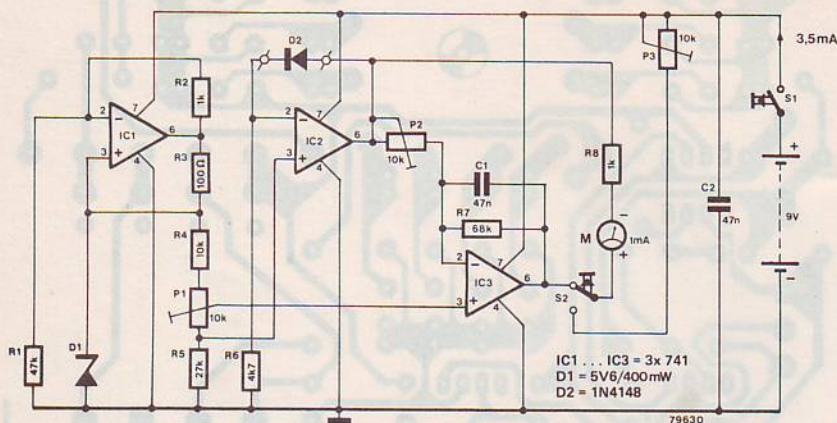 D2
10k
3,5mA
R2
1k
P3
S1
2
7
IC1
6
3
4
R3
100 Ω
2
7
IC2
6
3
4
P2
10k
R8
1k
C1
47n
R7
68k
C2
47n
+
9V
−
R4
10k
P1
10k
2
7
IC3
6
3
4
M
−
1mA
+
S2
R1
47k
D1
R5
27k
R6
4k7
IC1 . . . IC3 = 3x 741
D1 = 5V6/400mW
D2 = 1N4148
79630